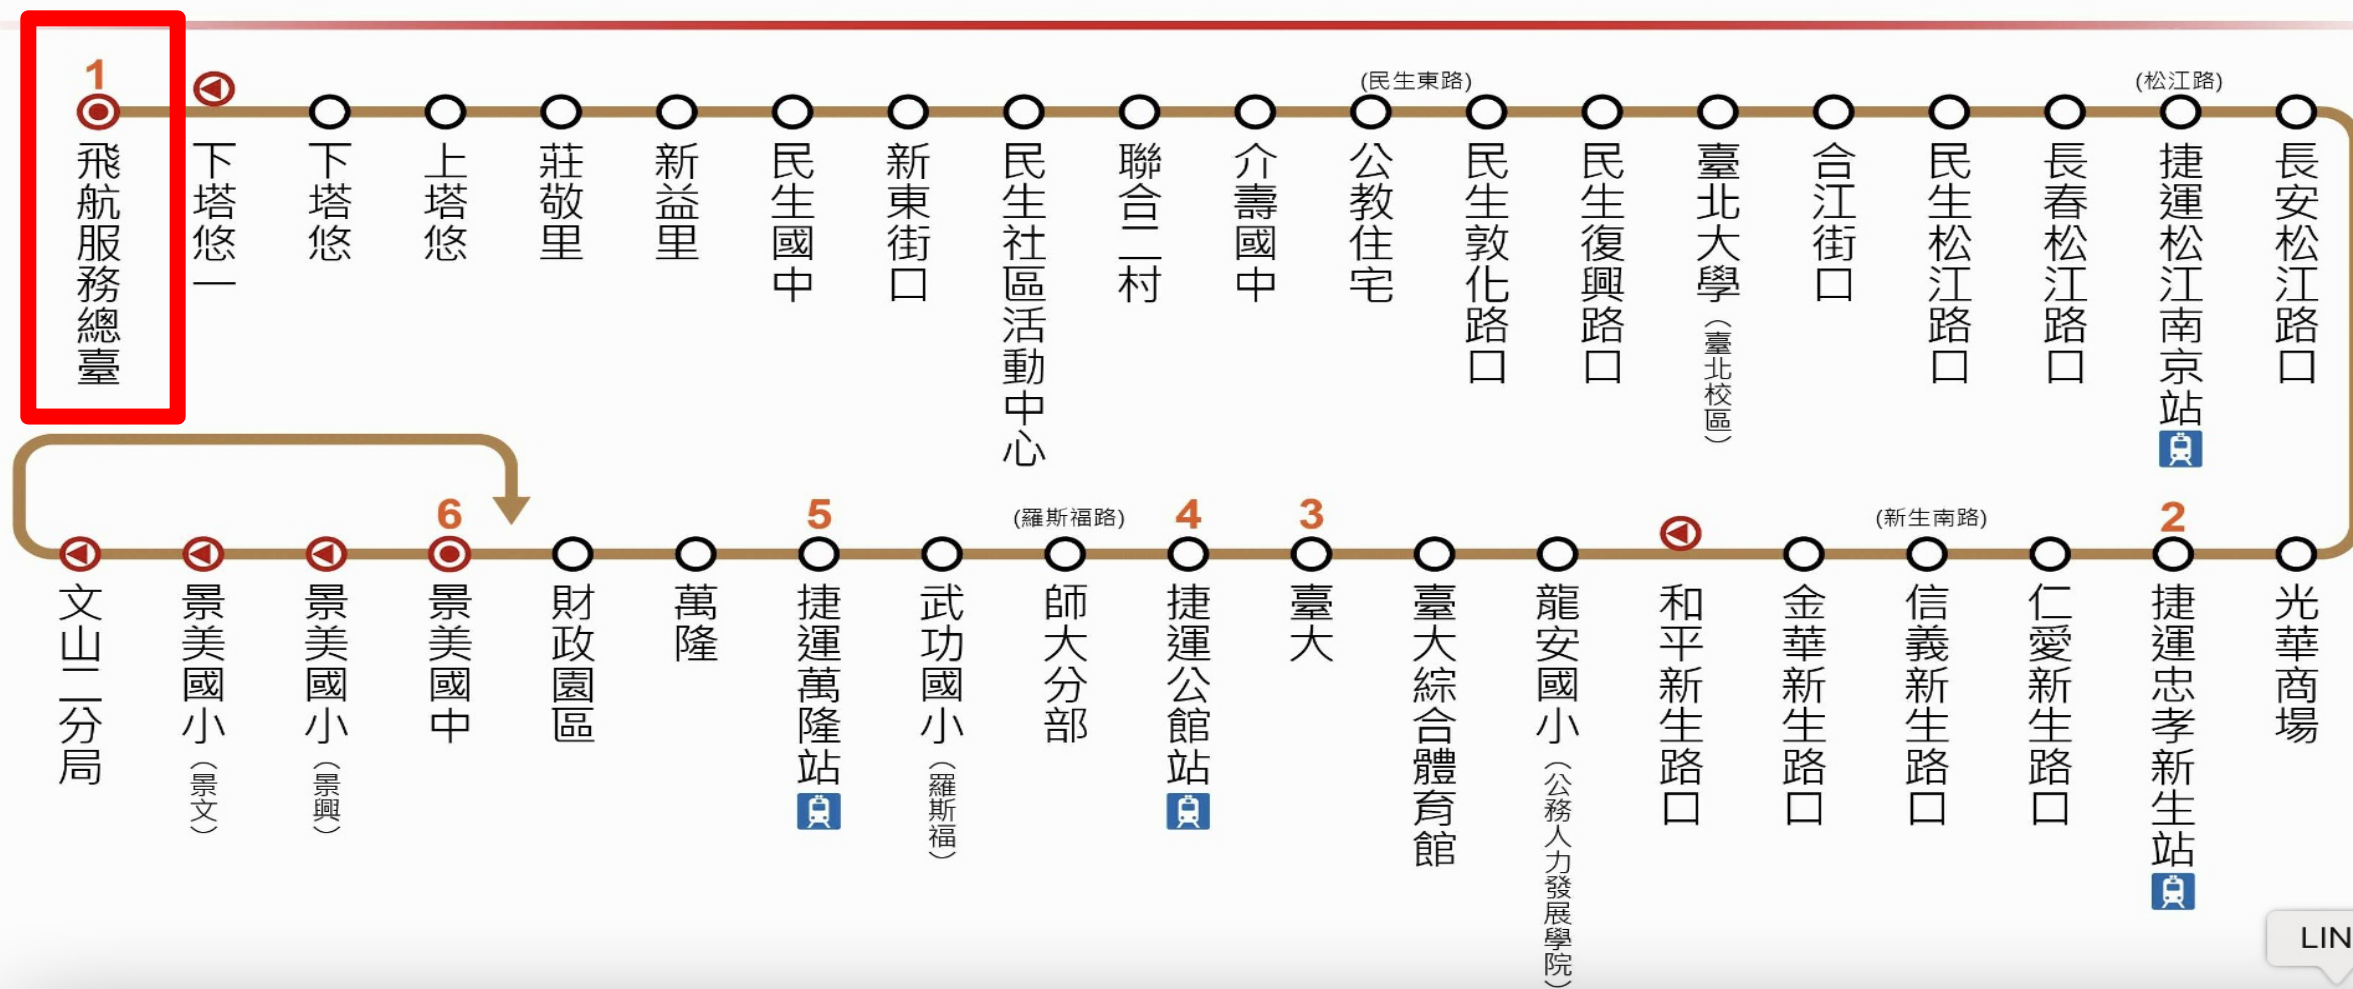 1
飛航服務總臺
下塔悠一
下塔悠
上塔悠
莊敬里
新益里
民生國中
新東街口
民生社區活動中心
聯合二村
介壽國中
(民生東路)
公教住宅
民生敦化路口
民生復興路口
臺北大學（臺北校區）
合江街口
民生松江路口
長春松江路口
(松江路)
捷運松江南京站
長安松江路口
光華商場
2
捷運忠孝新生站
仁愛新生路口
(新生南路)
信義新生路口
金華新生路口
和平新生路口
龍安國小（公務人力發展學院）
臺大綜合體育館
3
臺大
4
捷運公館站
(羅斯福路)
師大分部
武功國小（羅斯福）
5
捷運萬隆站
萬隆
財政園區
6
景美國中
景美國小（景興）
景美國小（景文）
文山二分局
LIN